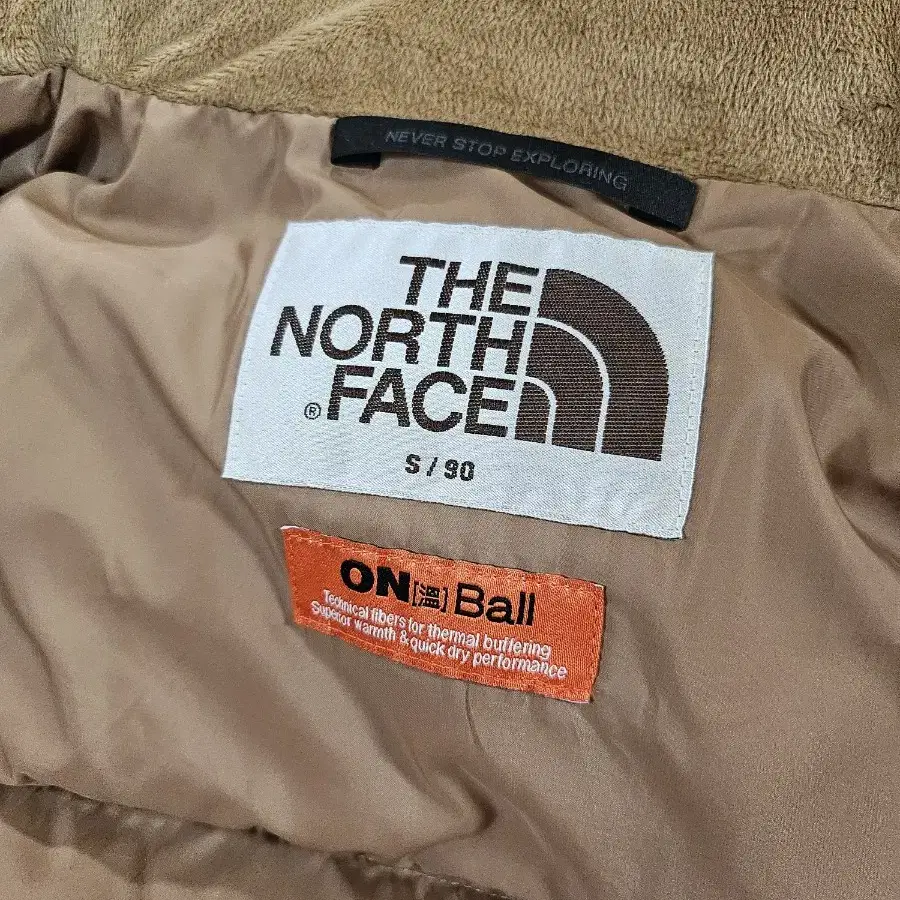 NEVER STOP EXPLORING
THE
NORTH
FACE
®
S / 90
ON[溫]Ball
Technical fibers for thermal buffering
Superior warmth & quick dry performance